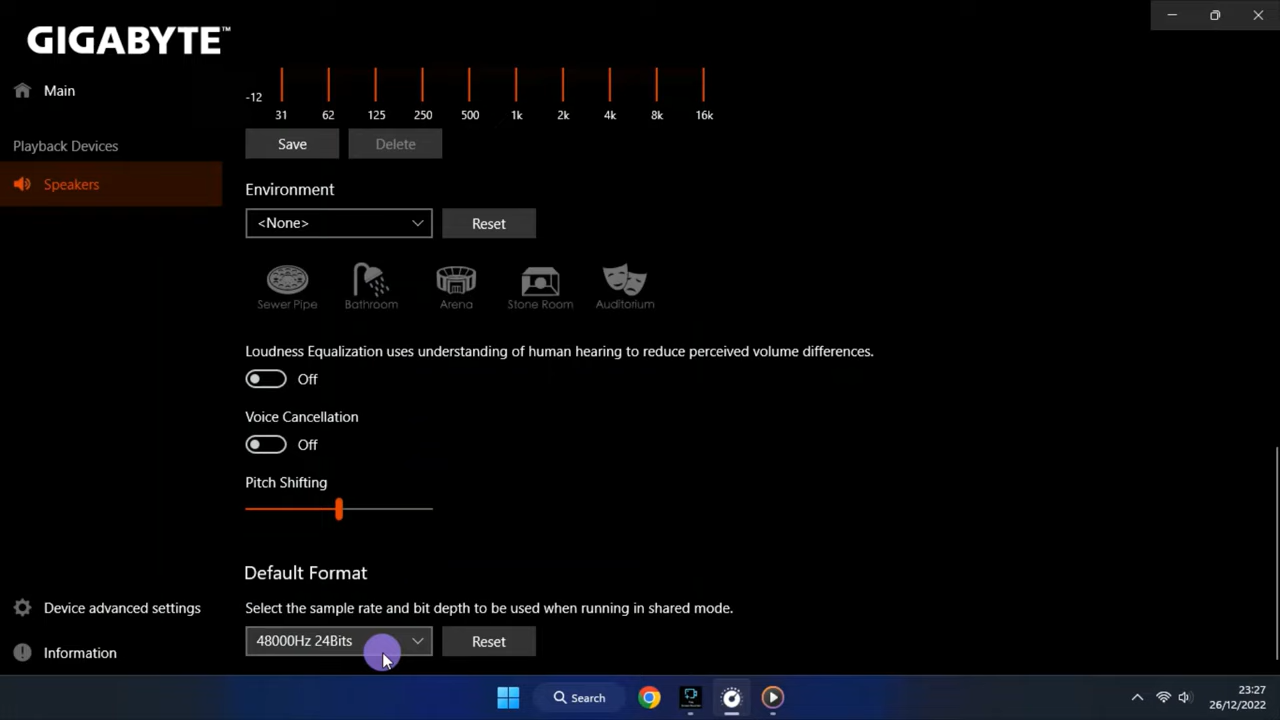 GIGABYTE™
Main
Playback Devices
Speakers
-12
31 62 125 250 500 1k 2k 4k 8k 16k
Save Delete
Environment
<None> Reset
Sewer Pipe Bathroom Arena Stone Room Auditorium
Loudness Equalization uses understanding of human hearing to reduce perceived volume differences.
Off
Voice Cancellation
Off
Pitch Shifting
Default Format
Device advanced settings
Select the sample rate and bit depth to be used when running in shared mode.
48000Hz 24Bits Reset
Information
Search
23:27
26/12/2022